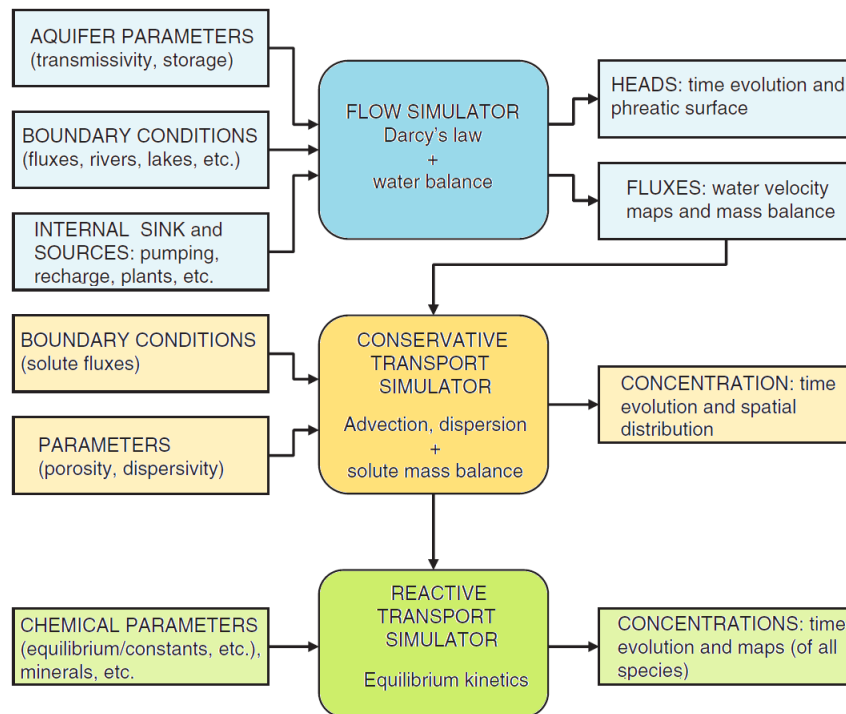 AQUIFER PARAMETERS
(transmissivity, storage)
BOUNDARY CONDITIONS
(fluxes, rivers, lakes, etc.)
INTERNAL SINK and
SOURCES: pumping,
recharge, plants, etc.
FLOW SIMULATOR
Darcy's law
+
water balance
HEADS: time evolution and
phreatic surface
FLUXES: water velocity
maps and mass balance
BOUNDARY CONDITIONS
(solute fluxes)
PARAMETERS
(porosity, dispersivity)
CONSERVATIVE
TRANSPORT
SIMULATOR
Advection, dispersion
+
solute mass balance
CONCENTRATION: time
evolution and spatial
distribution
CHEMICAL PARAMETERS
(equilibrium/constants, etc.),
minerals, etc.
REACTIVE
TRANSPORT
SIMULATOR
Equilibrium kinetics
CONCENTRATIONS: time
evolution and maps (of all
species)